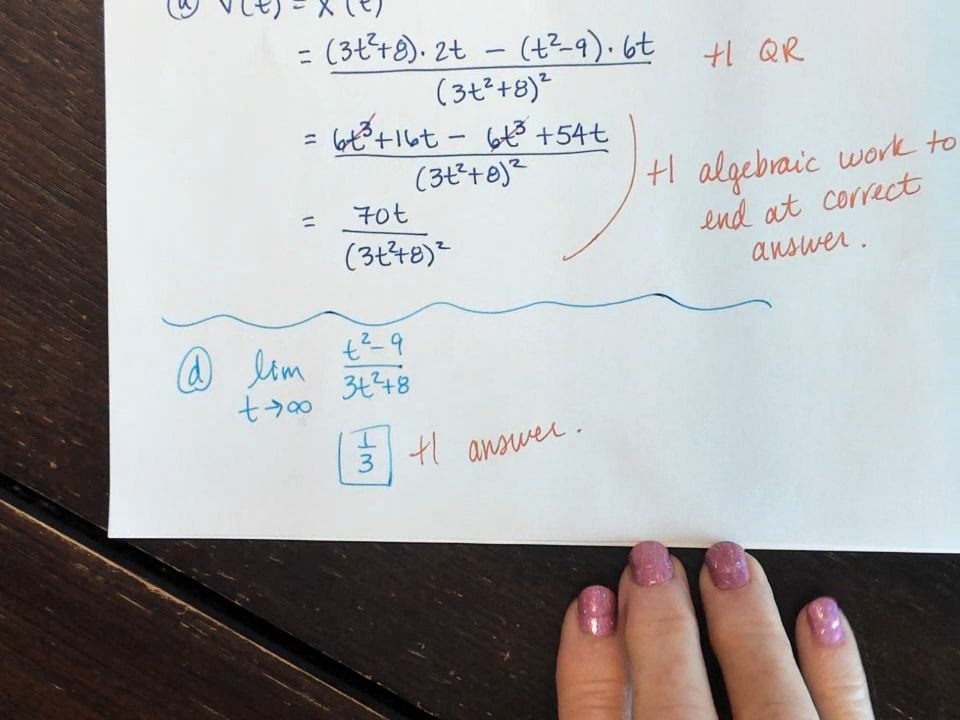 (a) v(t) = x'(t)
= (3t²+8)·2t − (t²−9)·6t / (3t²+8)² +1 QR
= 6t³+16t − 6t³+54t / (3t²+8)²
+1 algebraic work to
end at correct
answer.
= 70t / (3t²+8)²
(d) lim t→∞ t²−9 / 3t²+8
1/3 +1 answer.